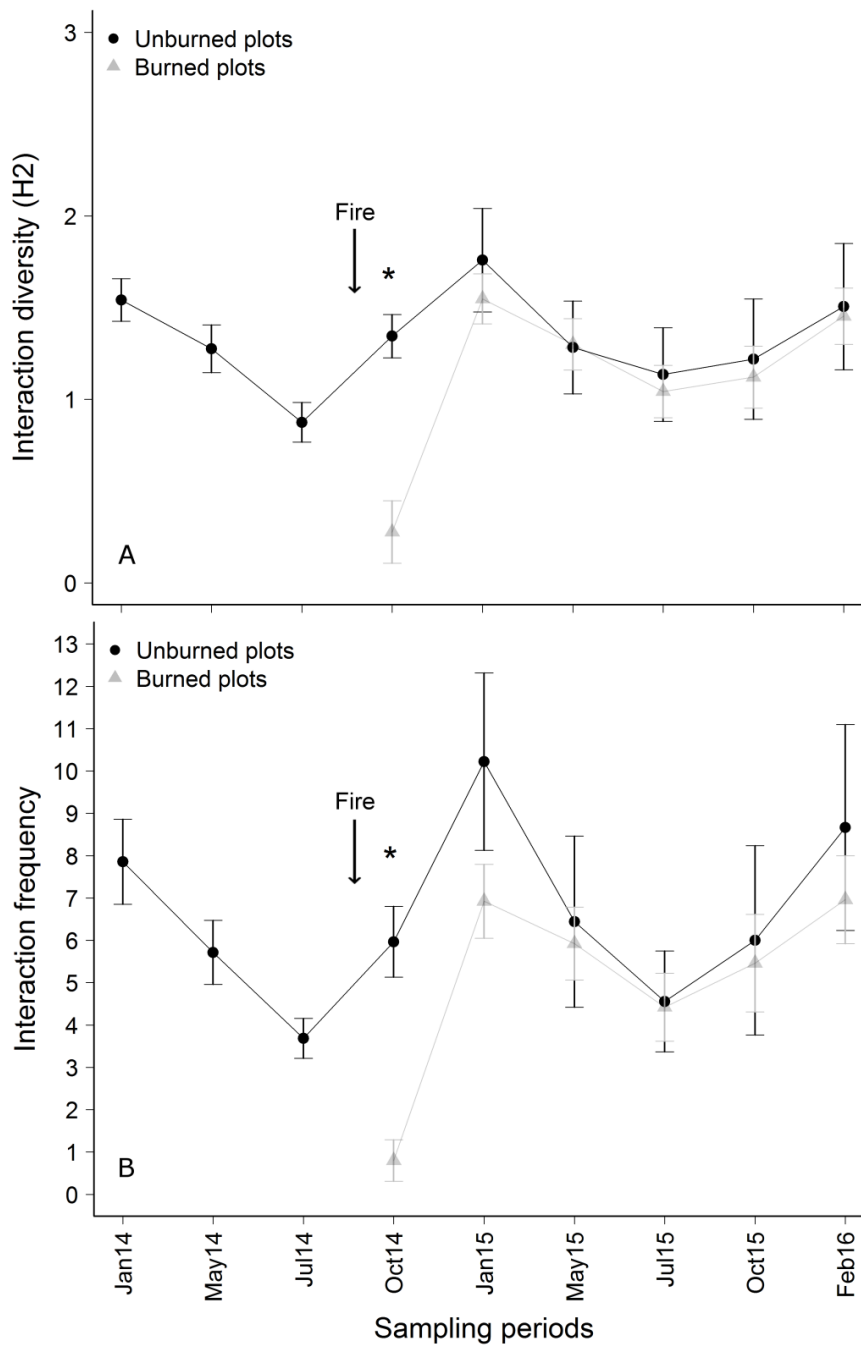 3
Unburned plots
Burned plots
Interaction diversity (H2)
2
Fire
*
1
A
0
13
Unburned plots
Burned plots
12
11
10
Interaction frequency
9
Fire
8
*
7
6
5
4
3
2
1
B
0
Jan14
May14
Jul14
Oct14
Jan15
May15
Jul15
Oct15
Feb16
Sampling periods